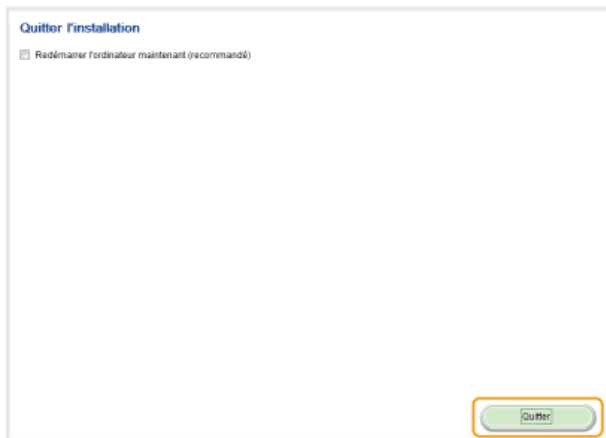 Quitter l'installation
Redémarrer l'ordinateur maintenant (recommandé)
Quitter